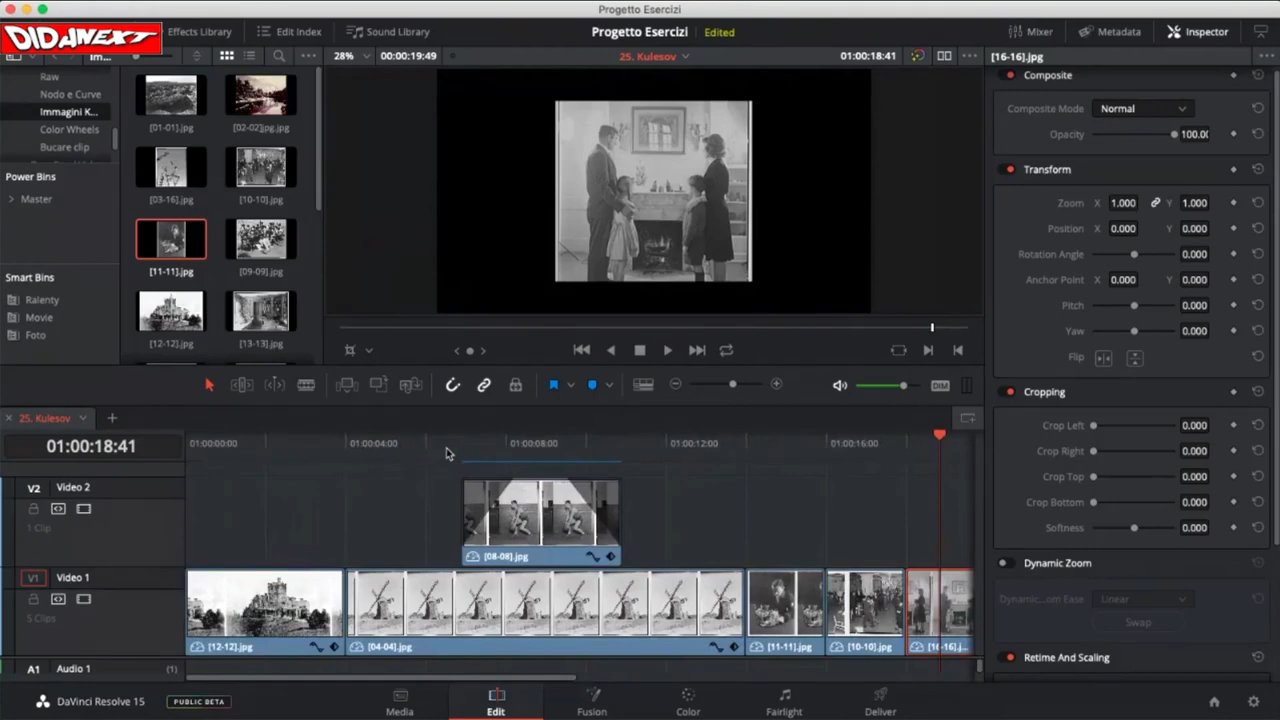 Progetto Esercizi
DIDANEXT
Effects Library
Edit Index
Sound Library
Progetto Esercizi
Edited
Mixer
Metadata
Inspector
Im...
28%
00:00:19:49
25. Kulesov
01:00:18:41
[16-16].jpg
Raw
Nodo e Curve
Immagini K...
Color Wheels
Bucare clip
Power Bins
Master
Smart Bins
Ralenty
Movie
Foto
[01-01].jpg
[02-02]jpg.jpg
[03-16].jpg
[10-10].jpg
[11-11].jpg
[09-09].jpg
[12-12].jpg
[13-13].jpg
Composite
Composite Mode
Normal
Opacity
100.00
Transform
Zoom X 1.000 Y 1.000
Position X 0.000 Y 0.000
Rotation Angle 0.000
Anchor Point X 0.000 Y 0.000
Pitch 0.000
Yaw 0.000
Flip
Cropping
Crop Left 0.000
Crop Right 0.000
Crop Top 0.000
Crop Bottom 0.000
Softness 0.000
Dynamic Zoom
Dynamic...om Ease Linear
Swap
Retime And Scaling
DIM
25. Kulesov
01:00:18:41
01:00:00:00
01:00:04:00
01:00:08:00
01:00:12:00
01:00:16:00
V2 Video 2
1 Clip
[08-08].jpg
V1 Video 1
5 Clips
[12-12].jpg
[04-04].jpg
[11-11].jpg
[10-10].jpg
[16-16].j...
A1 Audio 1 (1)
DaVinci Resolve 15
PUBLIC BETA
Media
Edit
Fusion
Color
Fairlight
Deliver